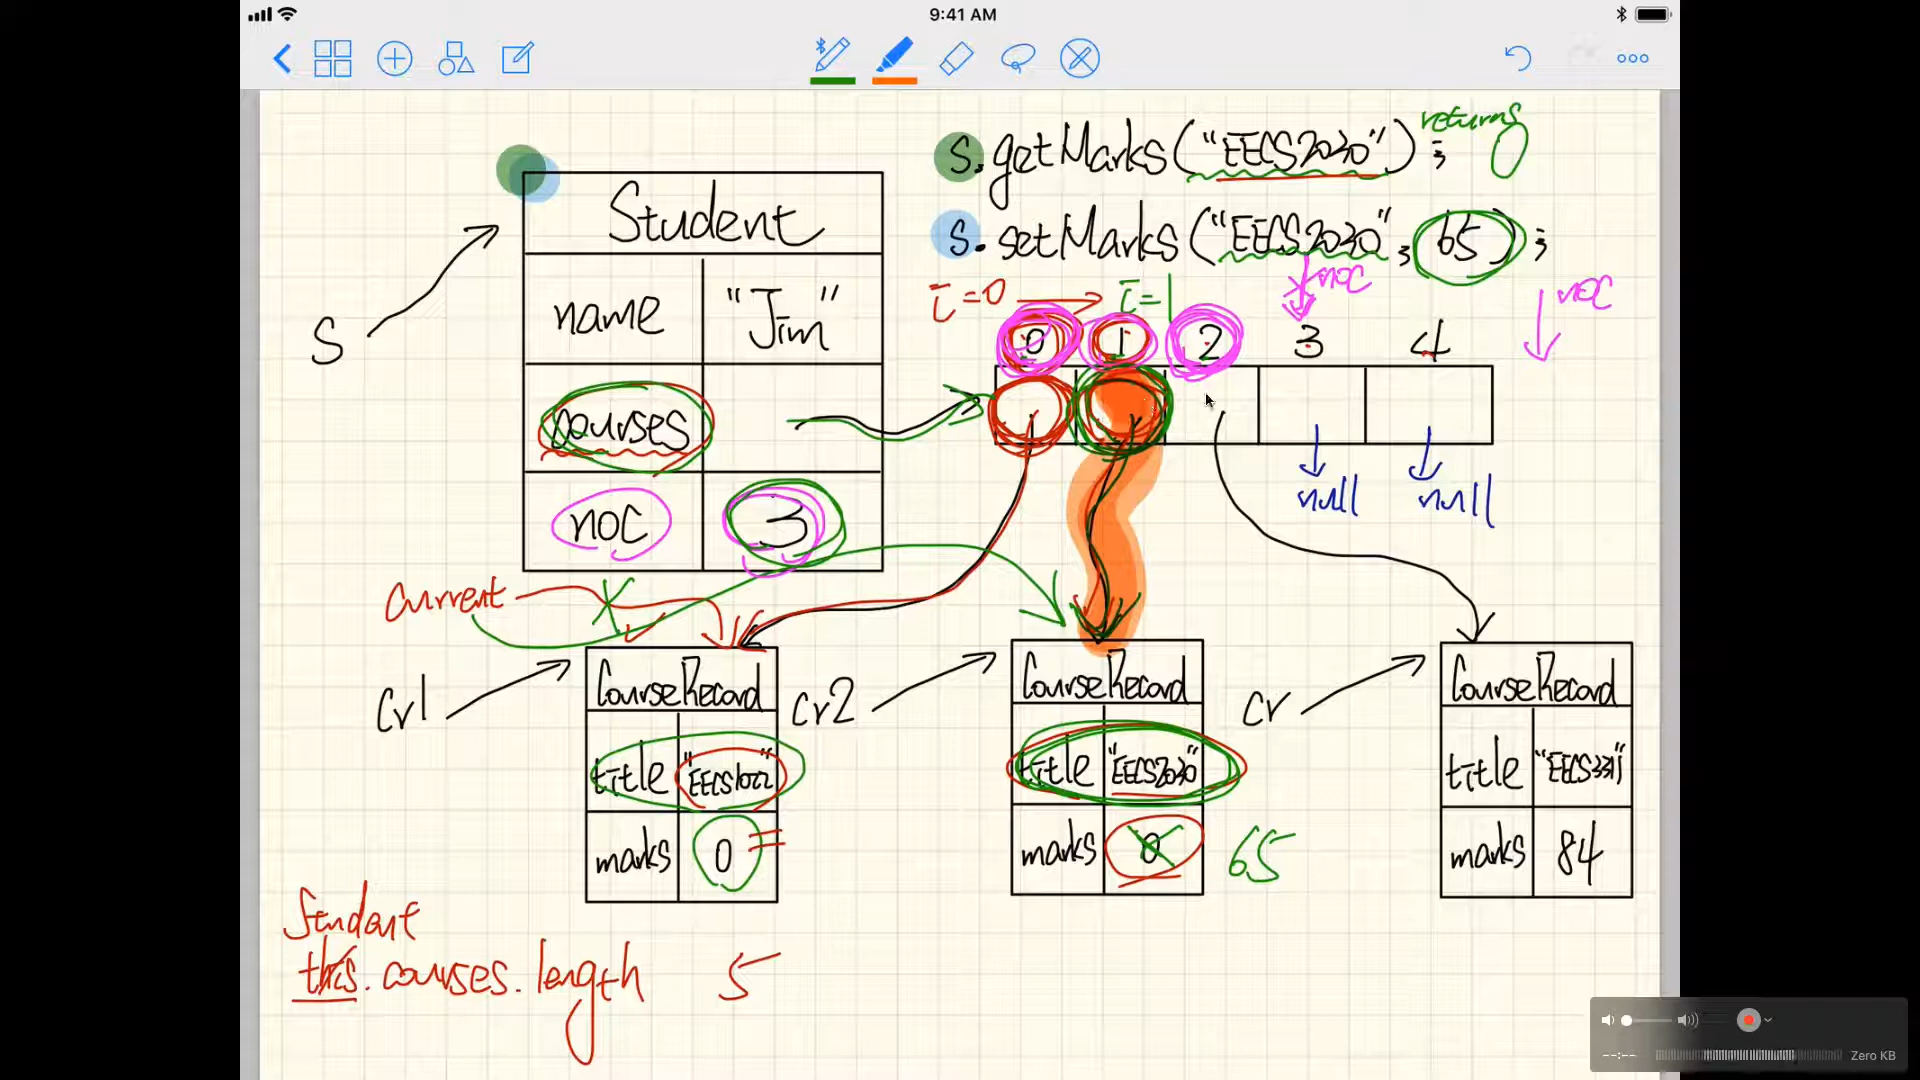 9:41 AM
returns
s.getMarks("EECS2030"); 0
s.setMarks("EECS2030", 65);
noc
noc
i=0 i=1
0 1 2 3 4
S
Student
name "Jim"
courses
noc 3
null null
current
cr1
CourseRecord
title "EECS1022"
marks 0
cr2
CourseRecord
title "EECS2030"
marks 0 65
cr
CourseRecord
title "EECS3311"
marks 84
Student
this.courses.length 5
--:-- Zero KB